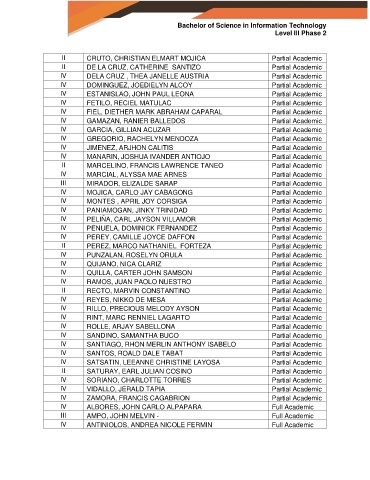 Bachelor of Science in Information Technology
Level III Phase 2
II CRUTO, CHRISTIAN ELMART MOJICA Partial Academic
II DE LA CRUZ, CATHERINE SANTIZO Partial Academic
IV DELA CRUZ , THEA JANELLE AUSTRIA Partial Academic
IV DOMINGUEZ, JOEDIELYN ALCOY Partial Academic
IV ESTANISLAO, JOHN PAUL LEONA Partial Academic
IV FETILO, RECIEL MATULAC Partial Academic
IV FIEL, DIETHER MARK ABRAHAM CAPARAL Partial Academic
IV GAMAZAN, RANIER BALLEDOS Partial Academic
IV GARCIA, GILLIAN ACUZAR Partial Academic
IV GREGORIO, RACHELYN MENDOZA Partial Academic
IV JIMENEZ, ARJHON CALITIS Partial Academic
IV MANARIN, JOSHUA IVANDER ANTIOJO Partial Academic
II MARCELINO, FRANCIS LAWRENCE TANEO Partial Academic
IV MARCIAL, ALYSSA MAE ARNES Partial Academic
III MIRADOR, ELIZALDE SARAP Partial Academic
IV MOJICA, CARLO JAY CABAGONG Partial Academic
IV MONTES , APRIL JOY CORSIGA Partial Academic
IV PANIAMOGAN, JINKY TRINIDAD Partial Academic
IV PELIÑA, CARL JAYSON VILLAMOR Partial Academic
IV PENUELA, DOMINICK FERNANDEZ Partial Academic
IV PEREY, CAMILLE JOYCE DAFFON Partial Academic
II PEREZ, MARCO NATHANIEL FORTEZA Partial Academic
IV PUNZALAN, ROSELYN ORULA Partial Academic
IV QUIJANO, NICA CLARIZ Partial Academic
IV QUILLA, CARTER JOHN SAMSON Partial Academic
IV RAMOS, JUAN PAOLO NUESTRO Partial Academic
II RECTO, MARVIN CONSTANTINO Partial Academic
IV REYES, NIKKO DE MESA Partial Academic
IV RILLO, PRECIOUS MELODY AYSON Partial Academic
IV RINT, MARC RENNIEL LAGARTO Partial Academic
IV ROLLE, ARJAY SABELLONA Partial Academic
IV SANDINO, SAMANTHA BUCO Partial Academic
IV SANTIAGO, RHON MERLIN ANTHONY ISABELO Partial Academic
IV SANTOS, ROALD DALE TABAT Partial Academic
IV SATSATIN, LEEANNE CHRISTINE LAYOSA Partial Academic
II SATURAY, EARL JULIAN COSINO Partial Academic
IV SORIANO, CHARLOTTE TORRES Partial Academic
IV VIDALLO, JERALD TAPIA Partial Academic
IV ZAMORA, FRANCIS CAGABRION Partial Academic
IV ALBORES, JOHN CARLO ALPAPARA Full Academic
III AMPO, JOHN MELVIN - Full Academic
IV ANTINIOLOS, ANDREA NICOLE FERMIN Full Academic